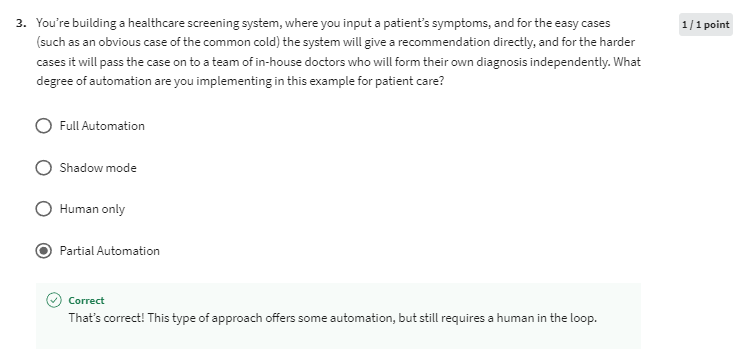 3. You're building a healthcare screening system, where you input a patient's symptoms, and for the easy cases
1 / 1 point
(such as an obvious case of the common cold) the system will give a recommendation directly, and for the harder
cases it will pass the case on to a team of in-house doctors who will form their own diagnosis independently. What
degree of automation are you implementing in this example for patient care?
Full Automation
Shadow mode
Human only
Partial Automation
Correct
That's correct! This type of approach offers some automation, but still requires a human in the loop.